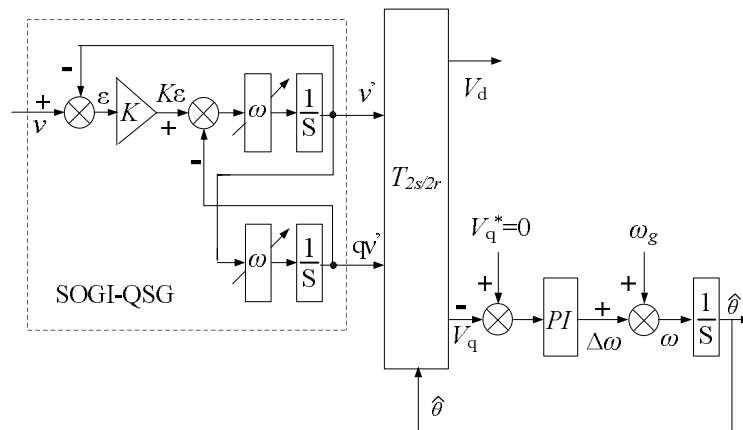 +
v
-
ε
K
Kε
+
-
ω
1
S
v'
ω
1
S
qv'
SOGI-QSG
T2s/2r
Vd
Vq*=0
+
-
Vq
PI
+
Δω
ωg
+
ω
1
S
θ̂
θ̂